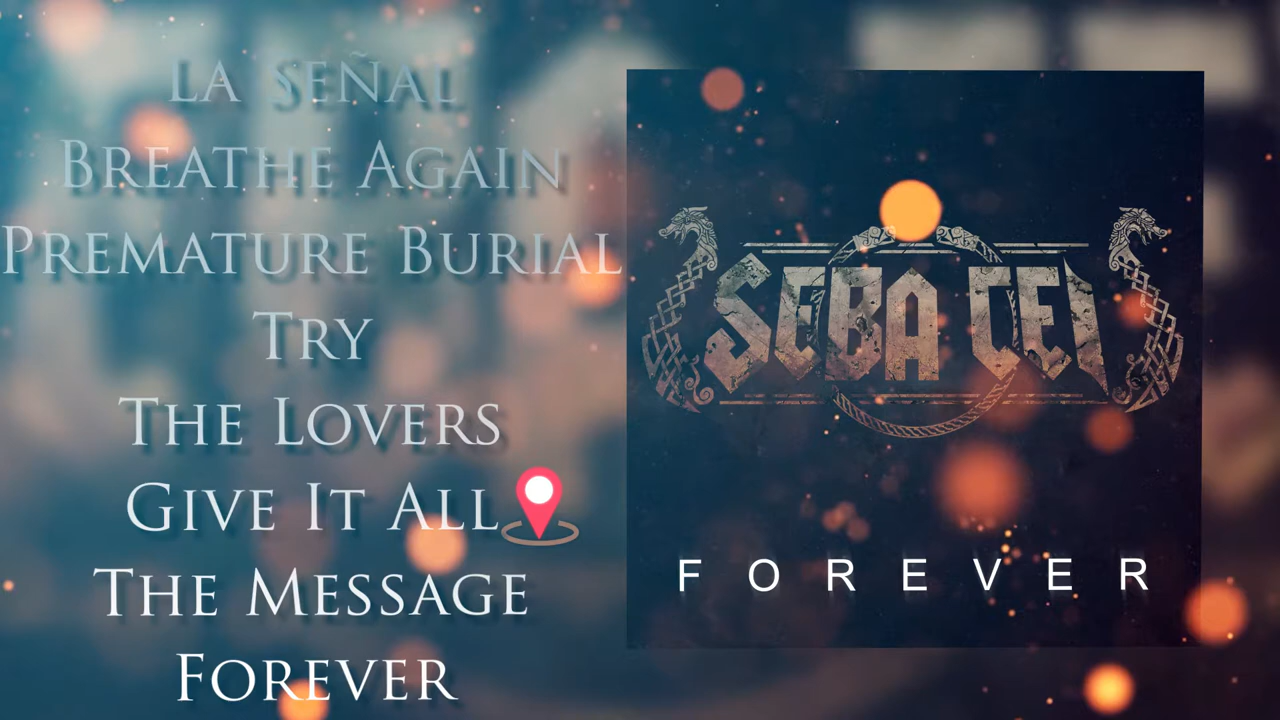 LA SEÑAL
BREATHE AGAIN
PREMATURE BURIAL
TRY
THE LOVERS
GIVE IT ALL
THE MESSAGE
FOREVER
SEBA CEI
FOREVER